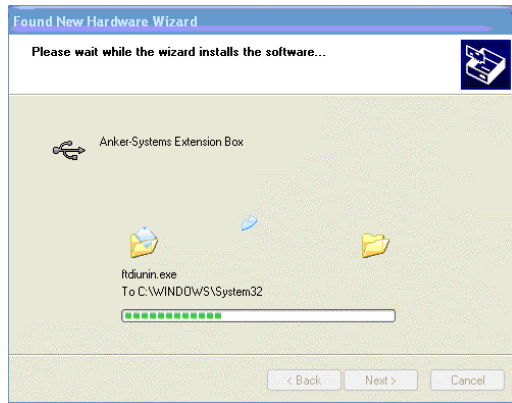 Found New Hardware Wizard
Please wait while the wizard installs the software...
Anker-Systems Extension Box
ftdiunin.exe
To C:\WINDOWS\System32
< Back Next > Cancel